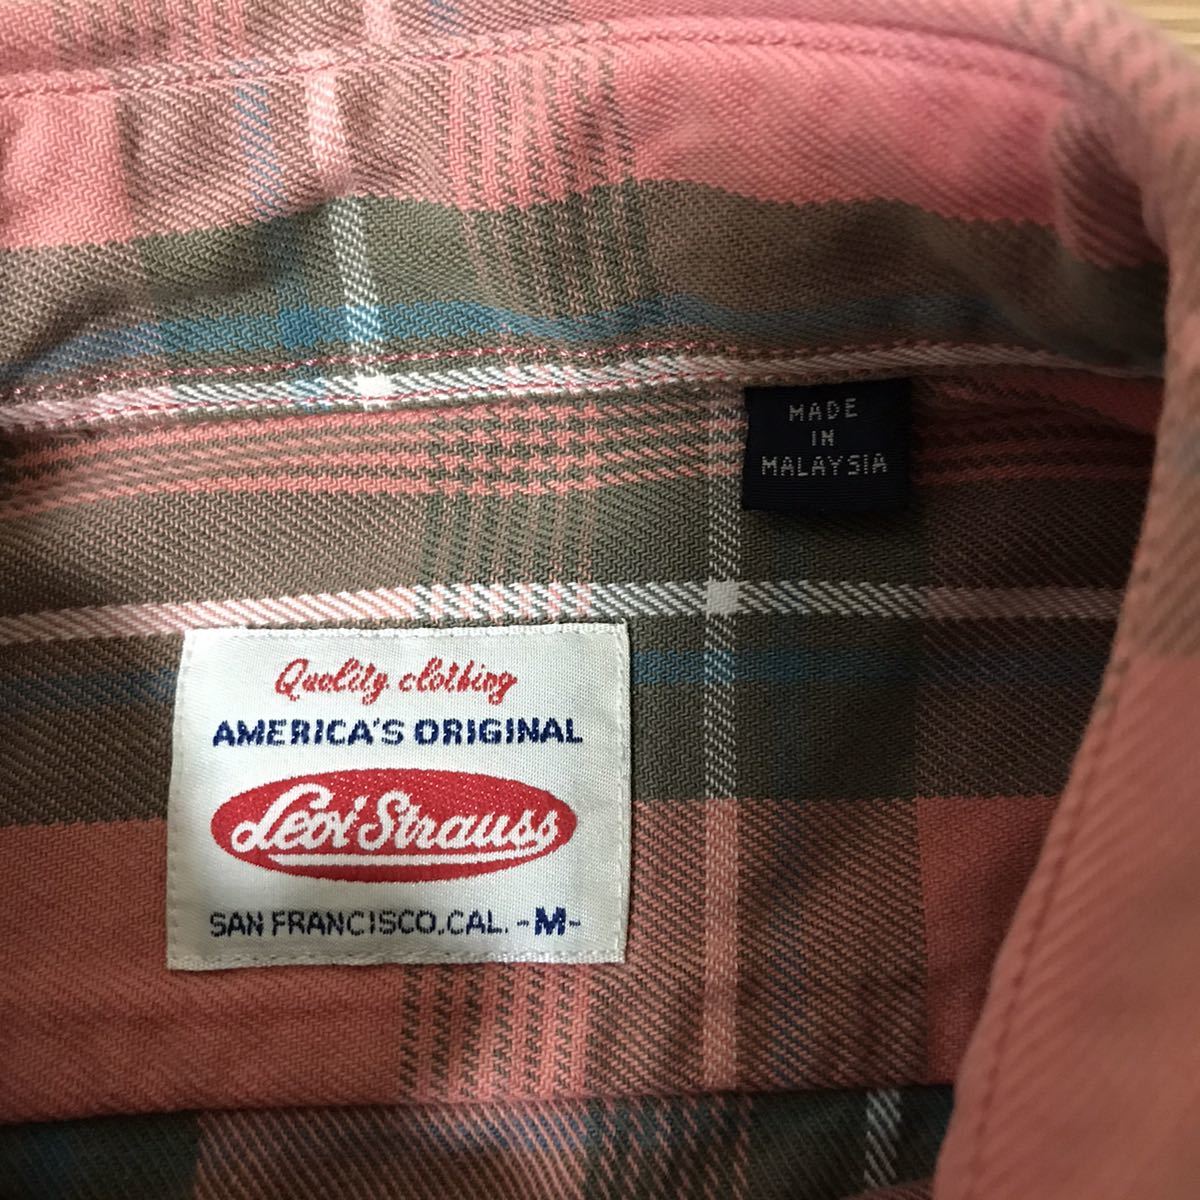 MADE
IN
MALAYSIA
Quality clothing
AMERICA'S ORIGINAL
Levi Strauss
SAN FRANCISCO,CAL. -M-